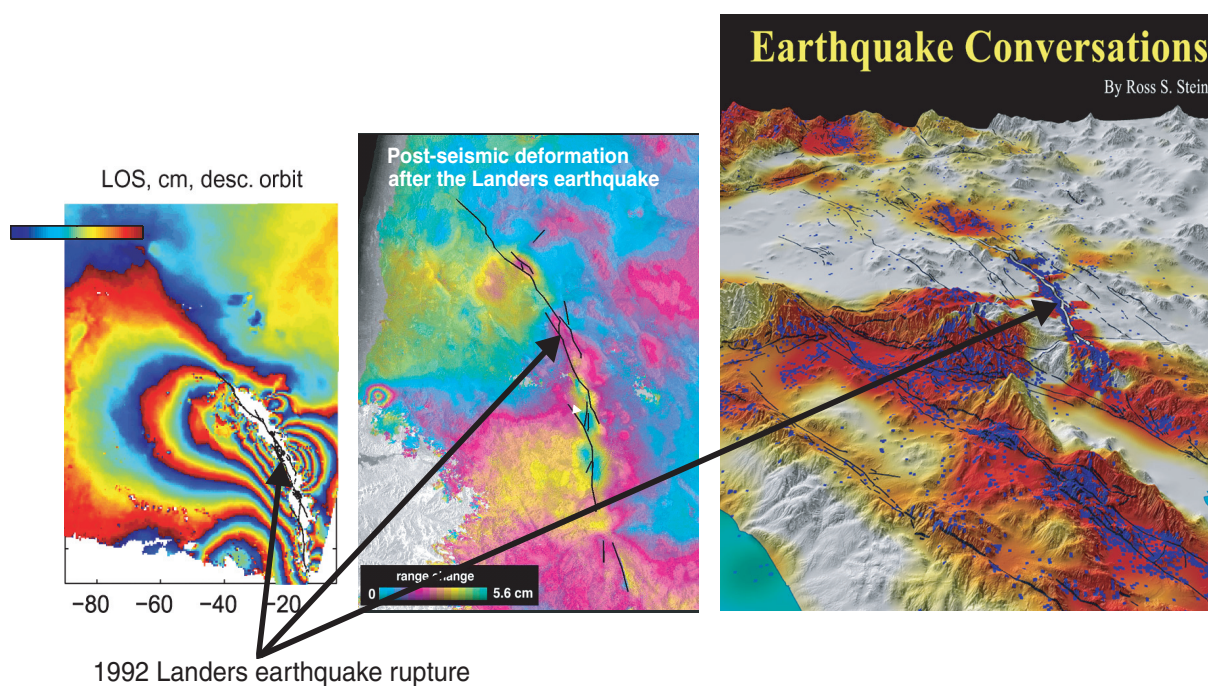 Earthquake Conversations
By Ross S. Stein
LOS, cm, desc. orbit
Post-seismic deformation
after the Landers earthquake
range change
0 5.6 cm
−80 −60 −40 −20
1992 Landers earthquake rupture